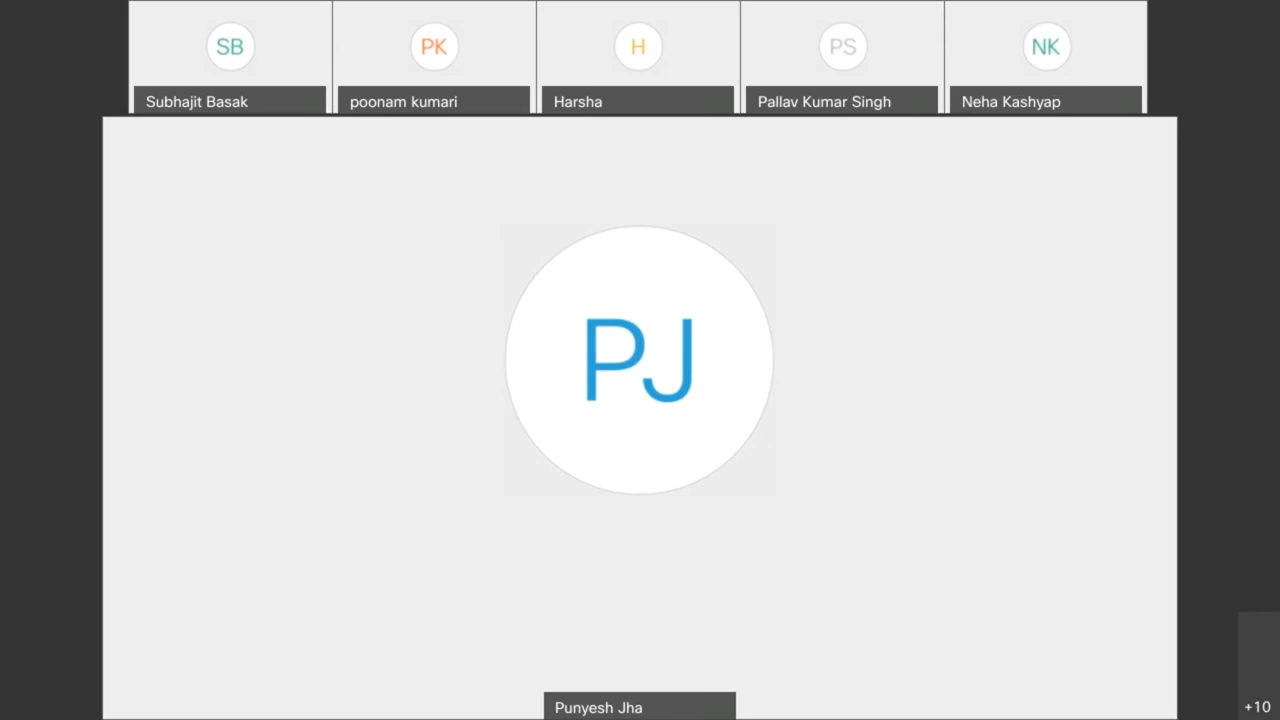 SB
PK
H
PS
NK
Subhajit Basak
poonam kumari
Harsha
Pallav Kumar Singh
Neha Kashyap
PJ
Punyesh Jha
+10